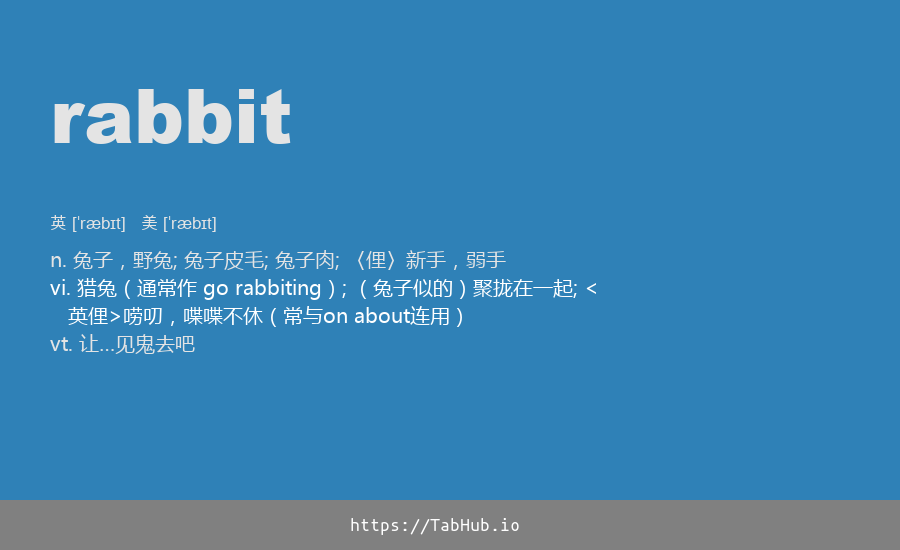 rabbit
英 [ˈræbɪt]   美 [ˈræbɪt]
n. 兔子，野兔; 兔子皮毛; 兔子肉; 〈俚〉新手，弱手
vi. 猎兔（通常作 go rabbiting）; （兔子似的）聚拢在一起; <
英俚>唠叨，喋喋不休（常与on about连用）
vt. 让...见鬼去吧
https://TabHub.io